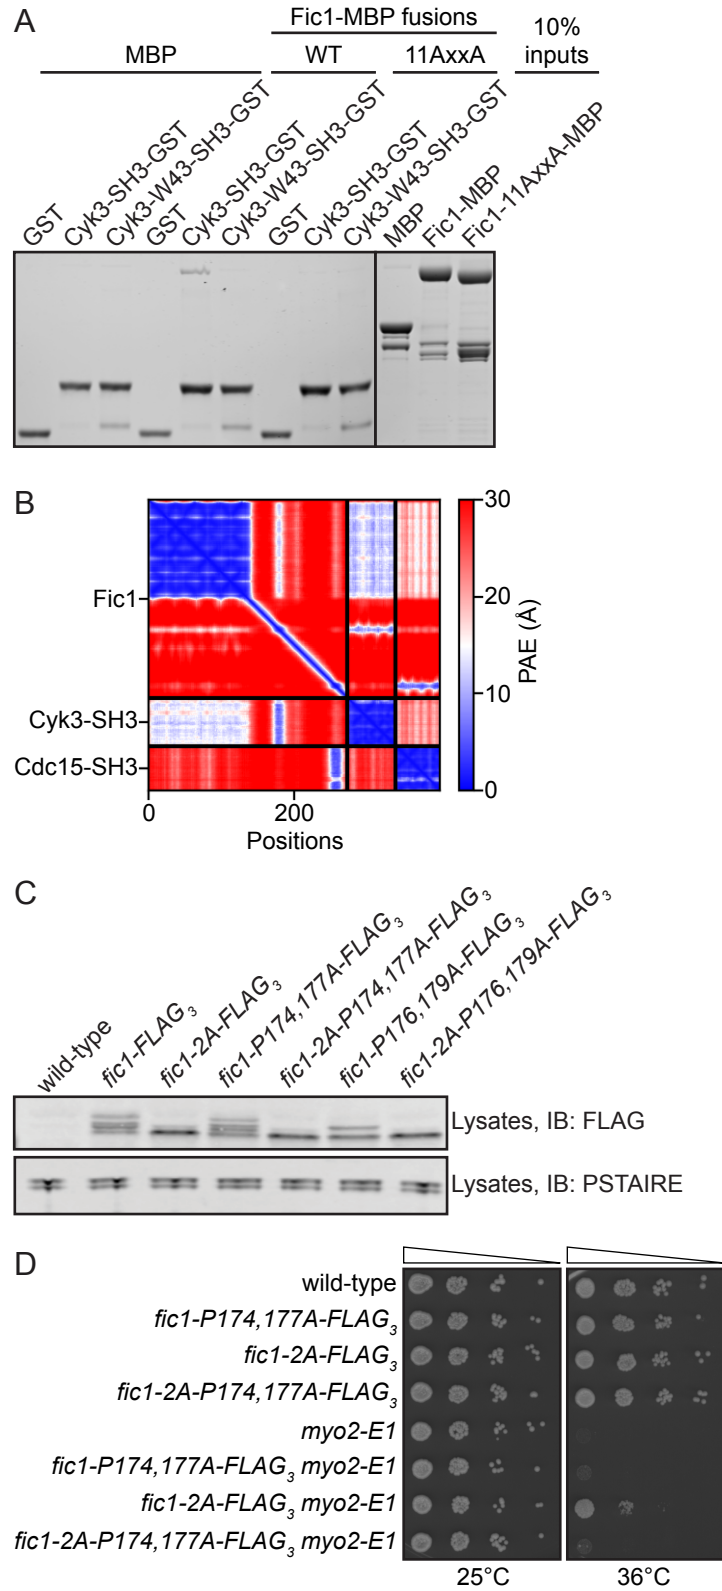 A
Fic1-MBP fusions
10%
inputs
MBP
WT
11AxxA
GST
Cyk3-SH3-GST
Cyk3-W43-SH3-GST
GST
Cyk3-SH3-GST
Cyk3-W43-SH3-GST
GST
Cyk3-SH3-GST
Cyk3-W43-SH3-GST
MBP
Fic1-MBP
Fic1-11AxxA-MBP
B
Fic1
Cyk3-SH3
Cdc15-SH3
0
200
Positions
30
20
10
0
PAE (Å)
C
wild-type
fic1-FLAG3
fic1-2A-FLAG3
fic1-P174,177A-FLAG3
fic1-2A-P174,177A-FLAG3
fic1-P176,179A-FLAG3
fic1-2A-P176,179A-FLAG3
Lysates, IB: FLAG
Lysates, IB: PSTAIRE
D
wild-type
fic1-P174,177A-FLAG3
fic1-2A-FLAG3
fic1-2A-P174,177A-FLAG3
myo2-E1
fic1-P174,177A-FLAG3 myo2-E1
fic1-2A-FLAG3 myo2-E1
fic1-2A-P174,177A-FLAG3 myo2-E1
25°C
36°C